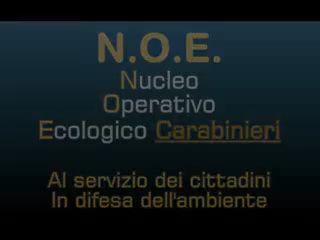 N.O.E.
Nucleo
Operativo
Ecologico Carabinieri
Al servizio dei cittadini
In difesa dell'ambiente